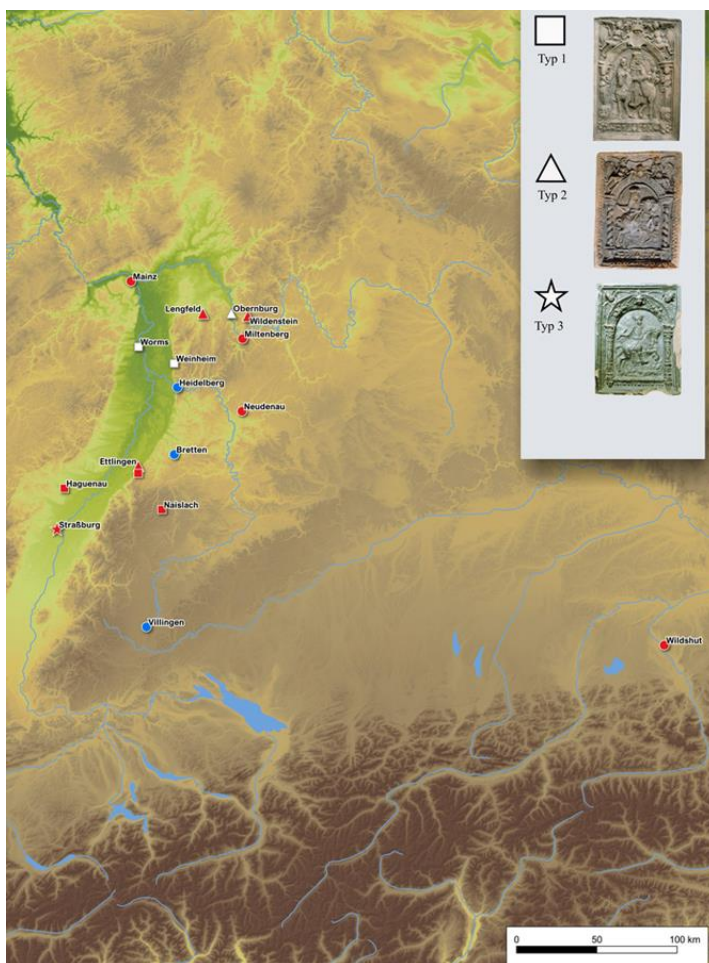 Typ 1
Typ 2
Typ 3
Mainz
Lengfeld
Obernburg
Wildenstein
Miltenberg
Worms
Weinheim
Heidelberg
Neudenau
Bretten
Ettlingen
Haguenau
Naislach
Straßburg
Villingen
Wildshut
0 50 100 km